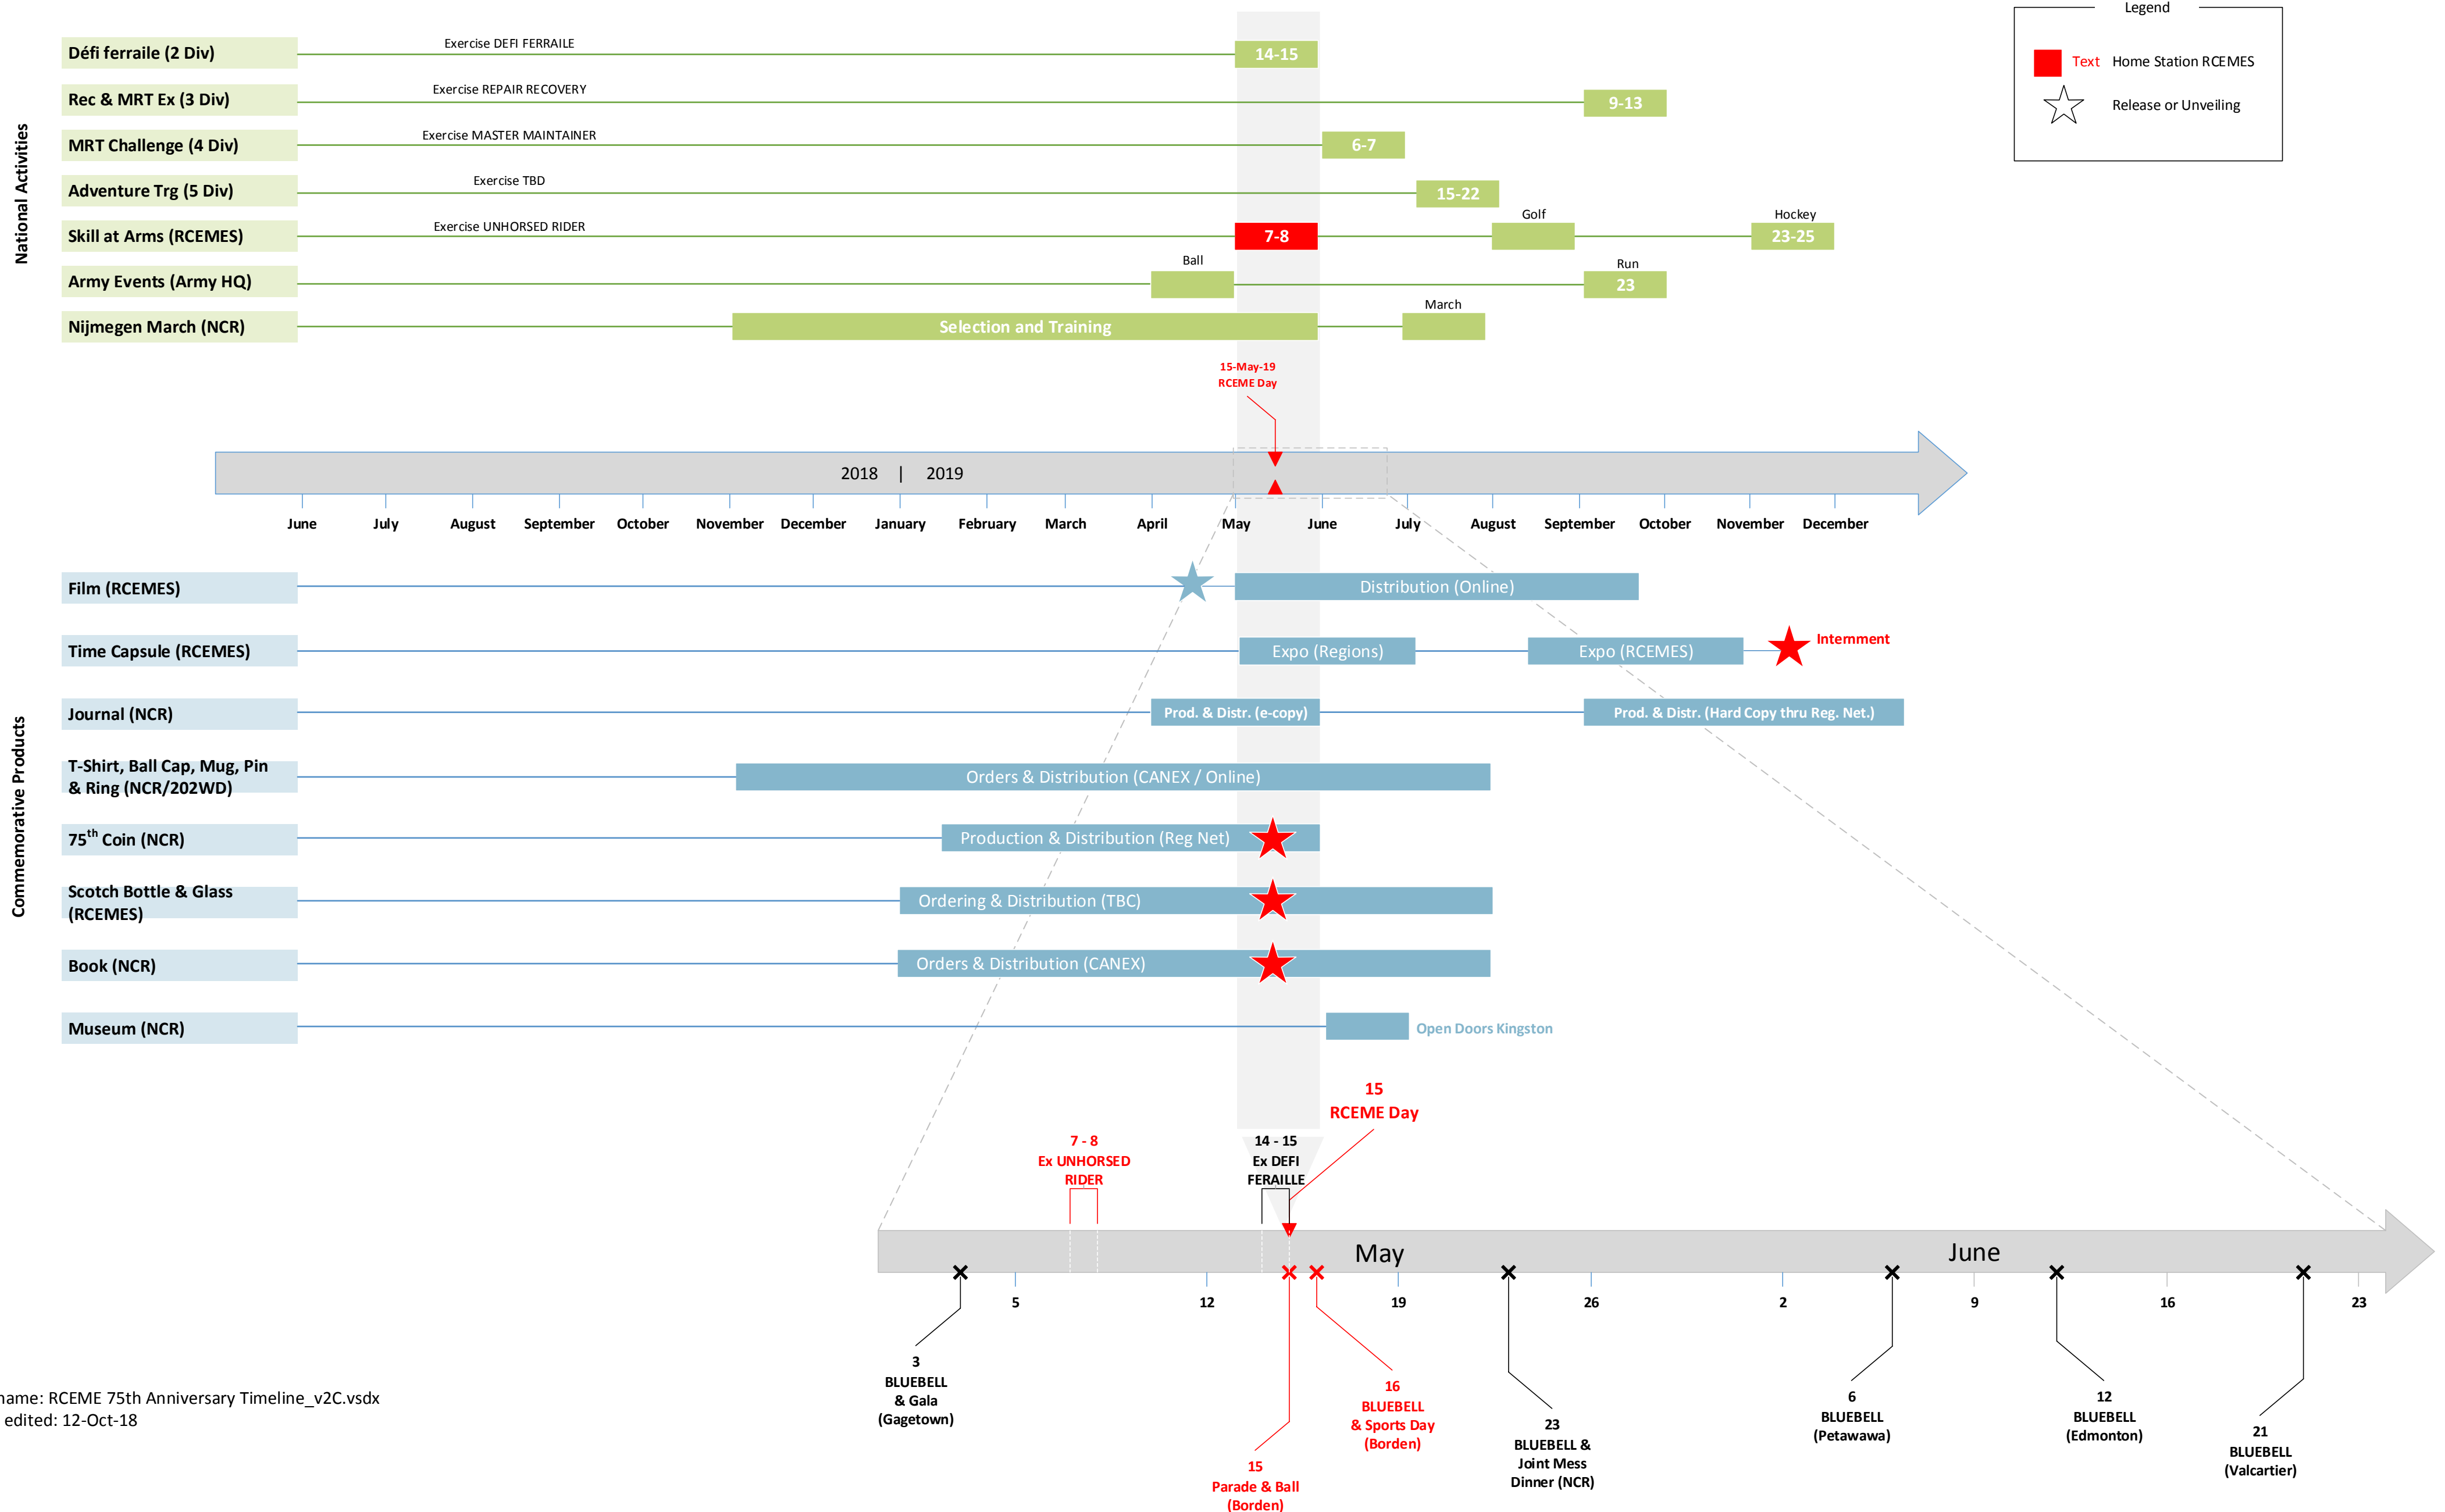 Legend
Text Home Station RCEMES
Release or Unveiling
National Activities
Défi ferraile (2 Div)
Exercise DEFI FERRAILE
14-15
Rec & MRT Ex (3 Div)
Exercise REPAIR RECOVERY
9-13
MRT Challenge (4 Div)
Exercise MASTER MAINTAINER
6-7
Adventure Trg (5 Div)
Exercise TBD
15-22
Skill at Arms (RCEMES)
Exercise UNHORSED RIDER
7-8
Golf
Hockey
23-25
Army Events (Army HQ)
Ball
Run
23
Nijmegen March (NCR)
Selection and Training
March
15-May-19
RCEME Day
2018 | 2019
June July August September October November December January February March April May June July August September October November December
Commemorative Products
Film (RCEMES)
Distribution (Online)
Time Capsule (RCEMES)
Expo (Regions)
Expo (RCEMES)
Internment
Journal (NCR)
Prod. & Distr. (e-copy)
Prod. & Distr. (Hard Copy thru Reg. Net.)
T-Shirt, Ball Cap, Mug, Pin
& Ring (NCR/202WD)
Orders & Distribution (CANEX / Online)
75th Coin (NCR)
Production & Distribution (Reg Net)
Scotch Bottle & Glass
(RCEMES)
Ordering & Distribution (TBC)
Book (NCR)
Orders & Distribution (CANEX)
Museum (NCR)
Open Doors Kingston
15
RCEME Day
7 - 8
Ex UNHORSED
RIDER
14 - 15
Ex DEFI
FERAILLE
May
June
5 12 19 26 2 9 16 23
3
BLUEBELL
& Gala
(Gagetown)
15
Parade & Ball
(Borden)
16
BLUEBELL
& Sports Day
(Borden)
23
BLUEBELL &
Joint Mess
Dinner (NCR)
6
BLUEBELL
(Petawawa)
12
BLUEBELL
(Edmonton)
21
BLUEBELL
(Valcartier)
name: RCEME 75th Anniversary Timeline_v2C.vsdx
edited: 12-Oct-18